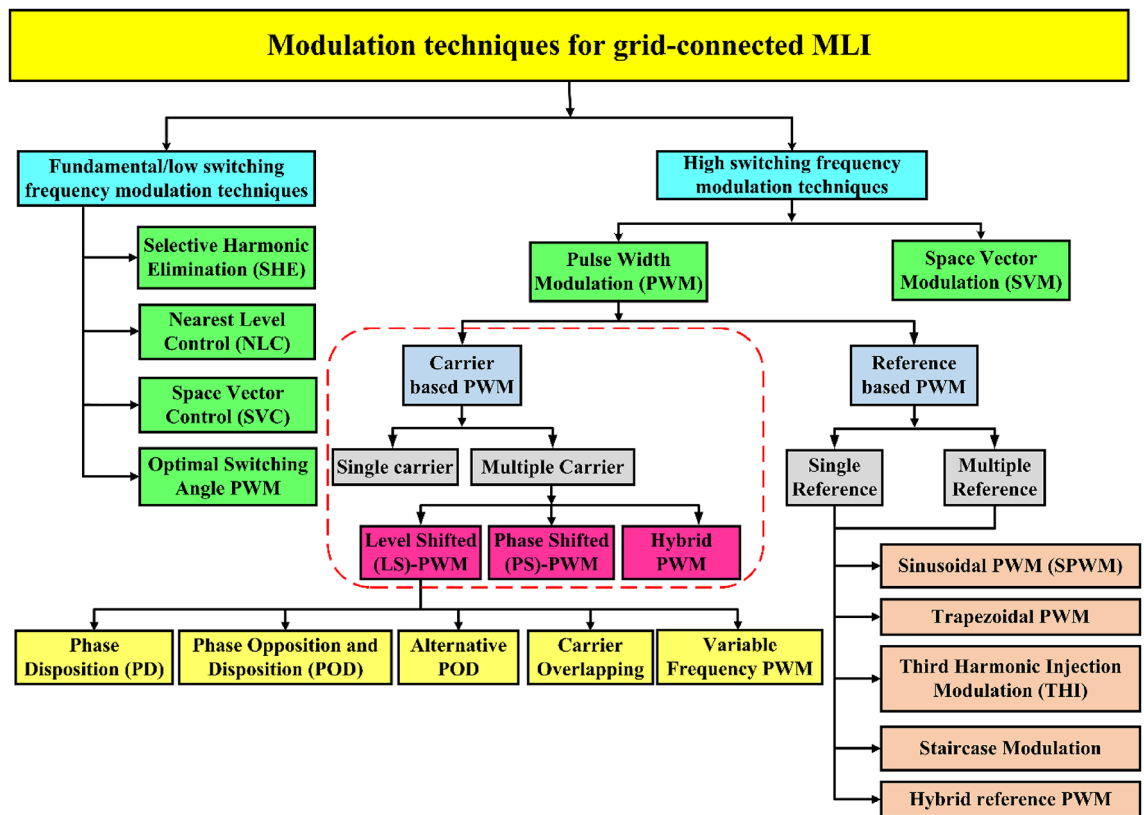 Modulation techniques for grid-connected MLI
Fundamental/low switching
frequency modulation techniques
High switching frequency
modulation techniques
Selective Harmonic
Elimination (SHE)
Nearest Level
Control (NLC)
Space Vector
Control (SVC)
Optimal Switching
Angle PWM
Pulse Width
Modulation (PWM)
Space Vector
Modulation (SVM)
Carrier
based PWM
Reference
based PWM
Single carrier
Multiple Carrier
Single
Reference
Multiple
Reference
Level Shifted
(LS)-PWM
Phase Shifted
(PS)-PWM
Hybrid
PWM
Phase
Disposition (PD)
Phase Opposition and
Disposition (POD)
Alternative
POD
Carrier
Overlapping
Variable
Frequency PWM
Sinusoidal PWM (SPWM)
Trapezoidal PWM
Third Harmonic Injection
Modulation (THI)
Staircase Modulation
Hybrid reference PWM